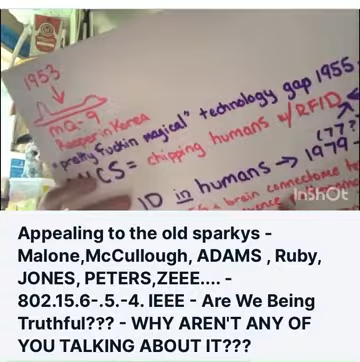 1953
MQ-9
Reaper in Korea
"pretty fuckin magical" technology gap 1955
CS = chipping humans w/RFID
(???)
ID in humans → 1979-
brain connectome
InShOt
Appealing to the old sparkys -
Malone,McCullough, ADAMS , Ruby,
JONES, PETERS,ZEEE.... -
802.15.6-.5.-4. IEEE - Are We Being
Truthful??? - WHY AREN'T ANY OF
YOU TALKING ABOUT IT???